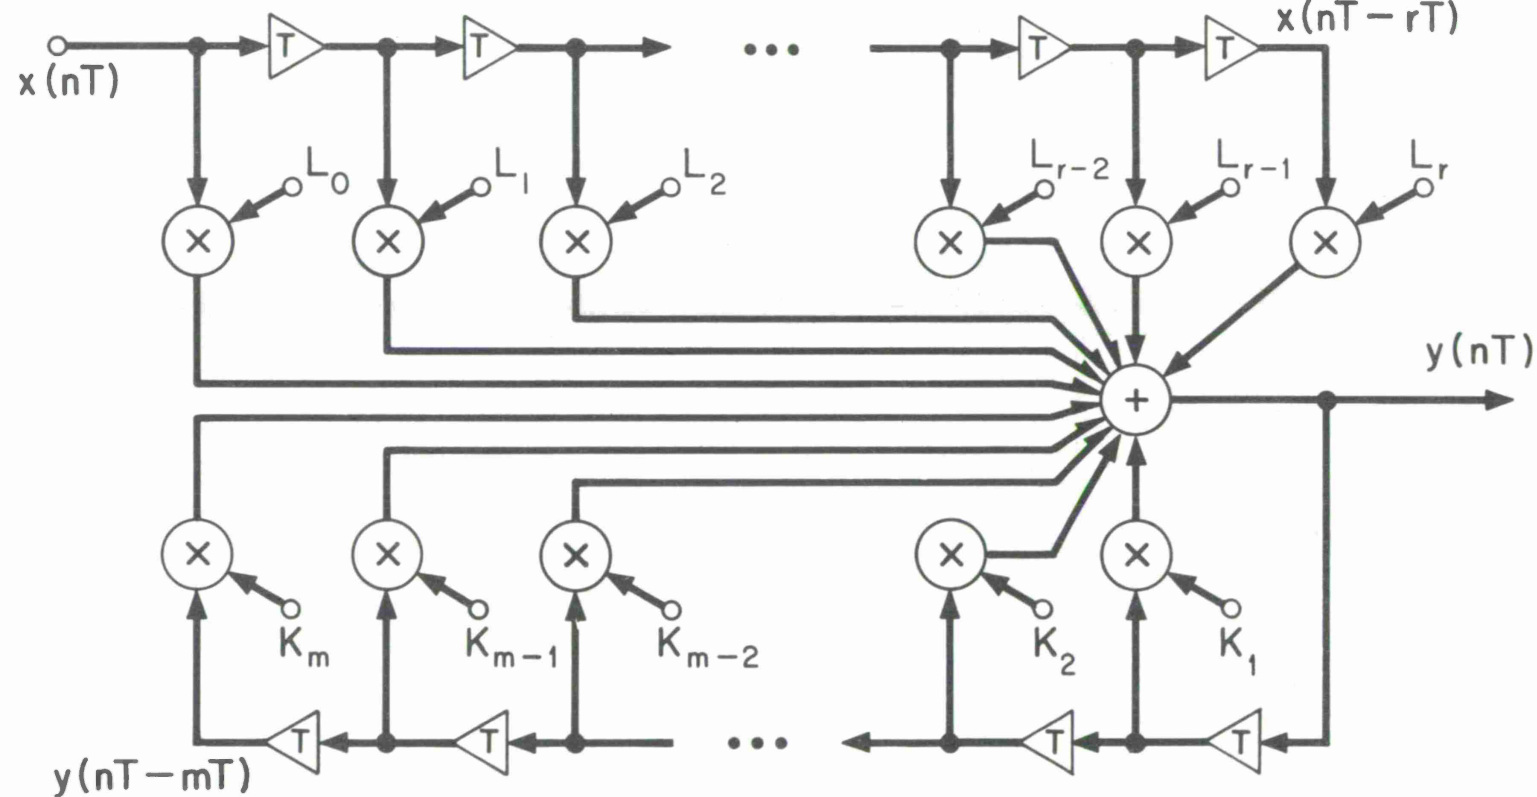 x(nT-rT)
T T ••• T T
x(nT)
L₀ L₁ L₂ Lᵣ₋₂ Lᵣ₋₁ Lᵣ
× × × × × ×
y(nT)
+
× × × × ×
Kₘ Kₘ₋₁ Kₘ₋₂ K₂ K₁
T T ••• T T
y(nT-mT)